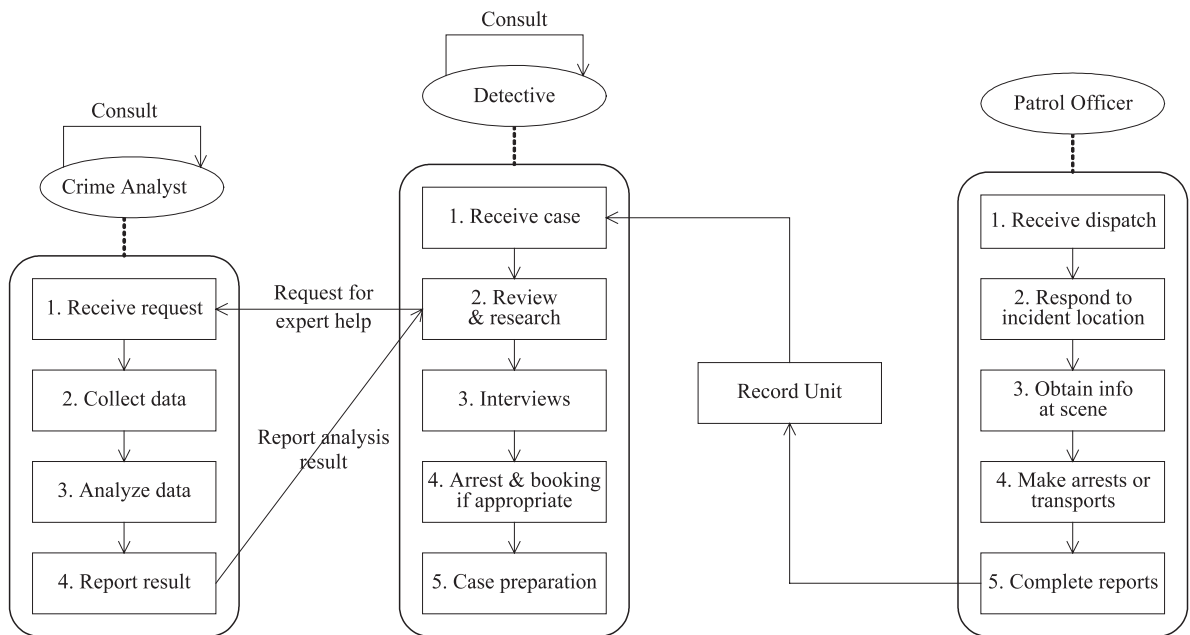 Consult
Crime Analyst
1. Receive request
2. Collect data
3. Analyze data
4. Report result
Request for
expert help
Report analysis
result
Consult
Detective
1. Receive case
2. Review
& research
3. Interviews
4. Arrest & booking
if appropriate
5. Case preparation
Record Unit
Patrol Officer
1. Receive dispatch
2. Respond to
incident location
3. Obtain info
at scene
4. Make arrests or
transports
5. Complete reports